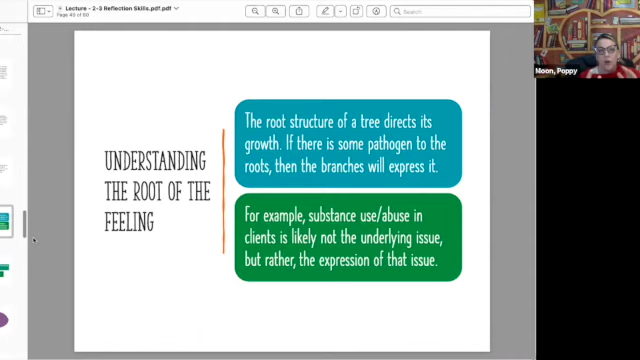 Lecture - 2-3 Reflection Skills.pdf.pdf
Page 43 of 60
Search
Moon, Poppy
UNDERSTANDING
THE ROOT OF THE
FEELING
The root structure of a tree directs its
growth. If there is some pathogen to the
roots, then the branches will express it.
For example, substance use/abuse in
clients is likely not the underlying issue,
but rather, the expression of that issue.